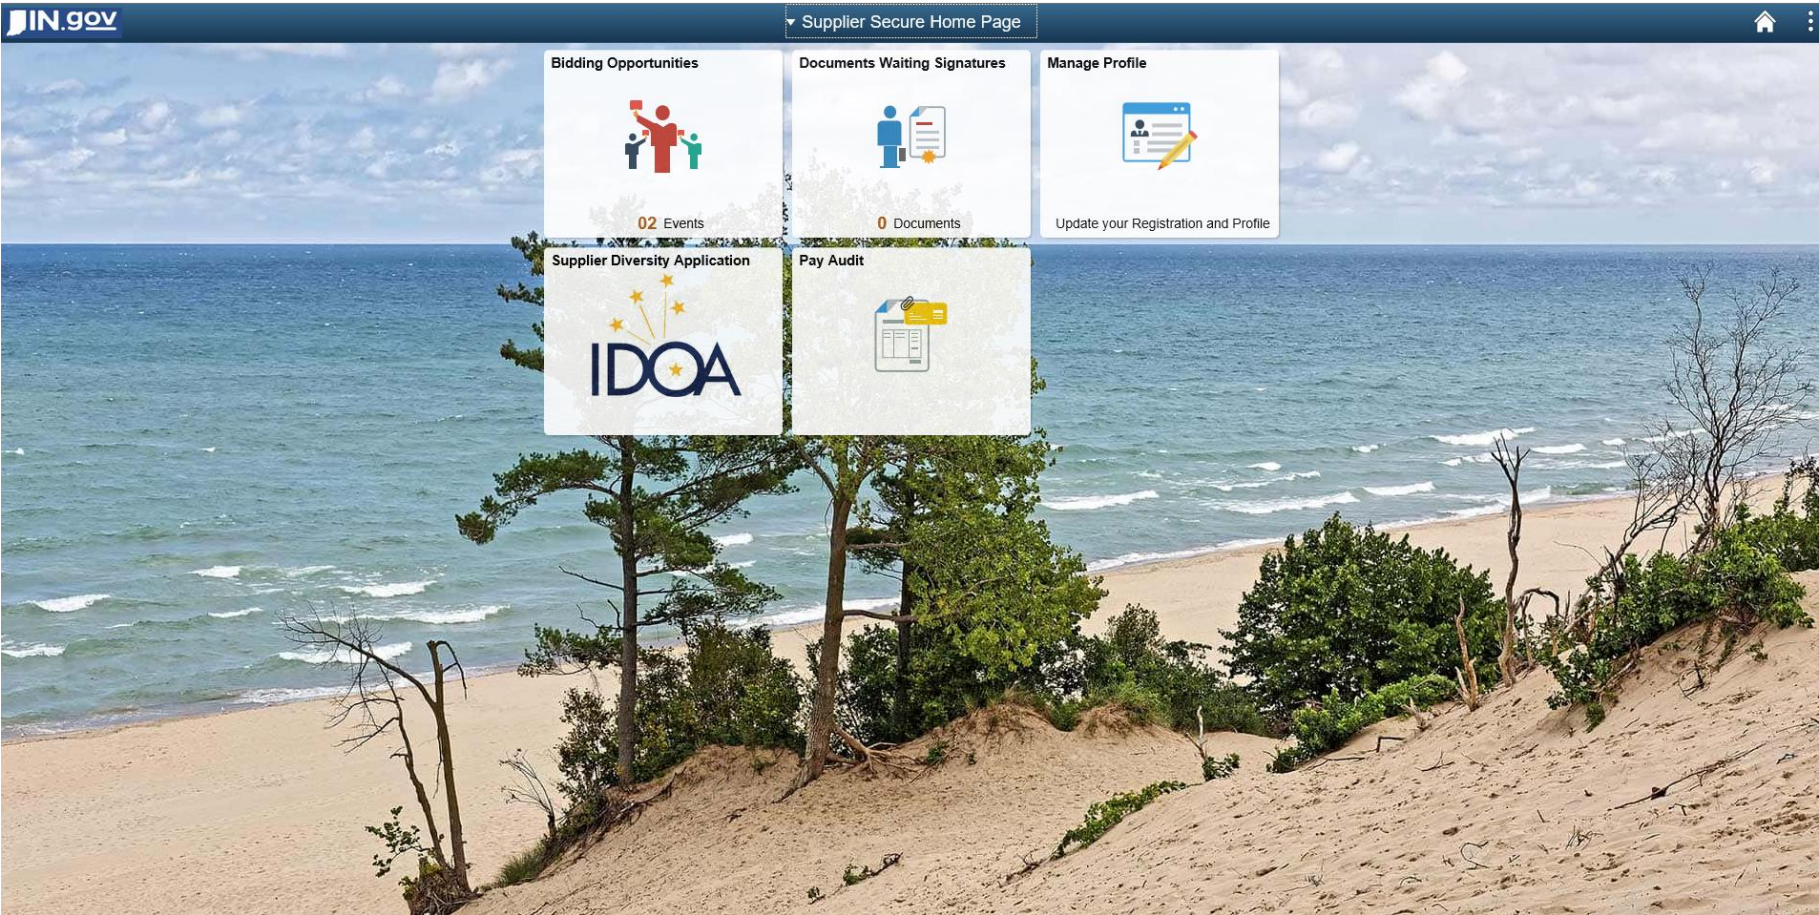 IN.gov
Supplier Secure Home Page
Bidding Opportunities
02 Events
Documents Waiting Signatures
0 Documents
Manage Profile
Update your Registration and Profile
Supplier Diversity Application
IDOA
Pay Audit